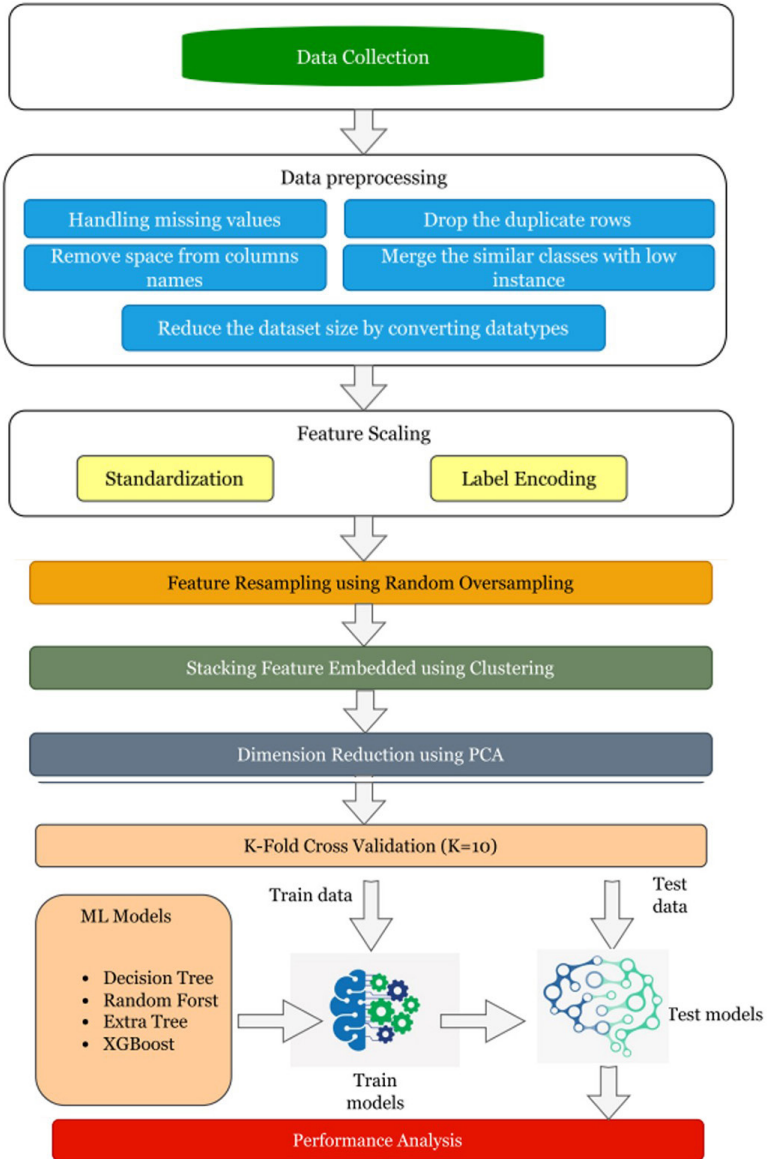 Data Collection
Data preprocessing
Handling missing values
Drop the duplicate rows
Remove space from columns
names
Merge the similar classes with low
instance
Reduce the dataset size by converting datatypes
Feature Scaling
Standardization
Label Encoding
Feature Resampling using Random Oversampling
Stacking Feature Embedded using Clustering
Dimension Reduction using PCA
K-Fold Cross Validation (K=10)
Train data
Test
data
ML Models
• Decision Tree
• Random Forst
• Extra Tree
• XGBoost
Train
models
Test models
Performance Analysis